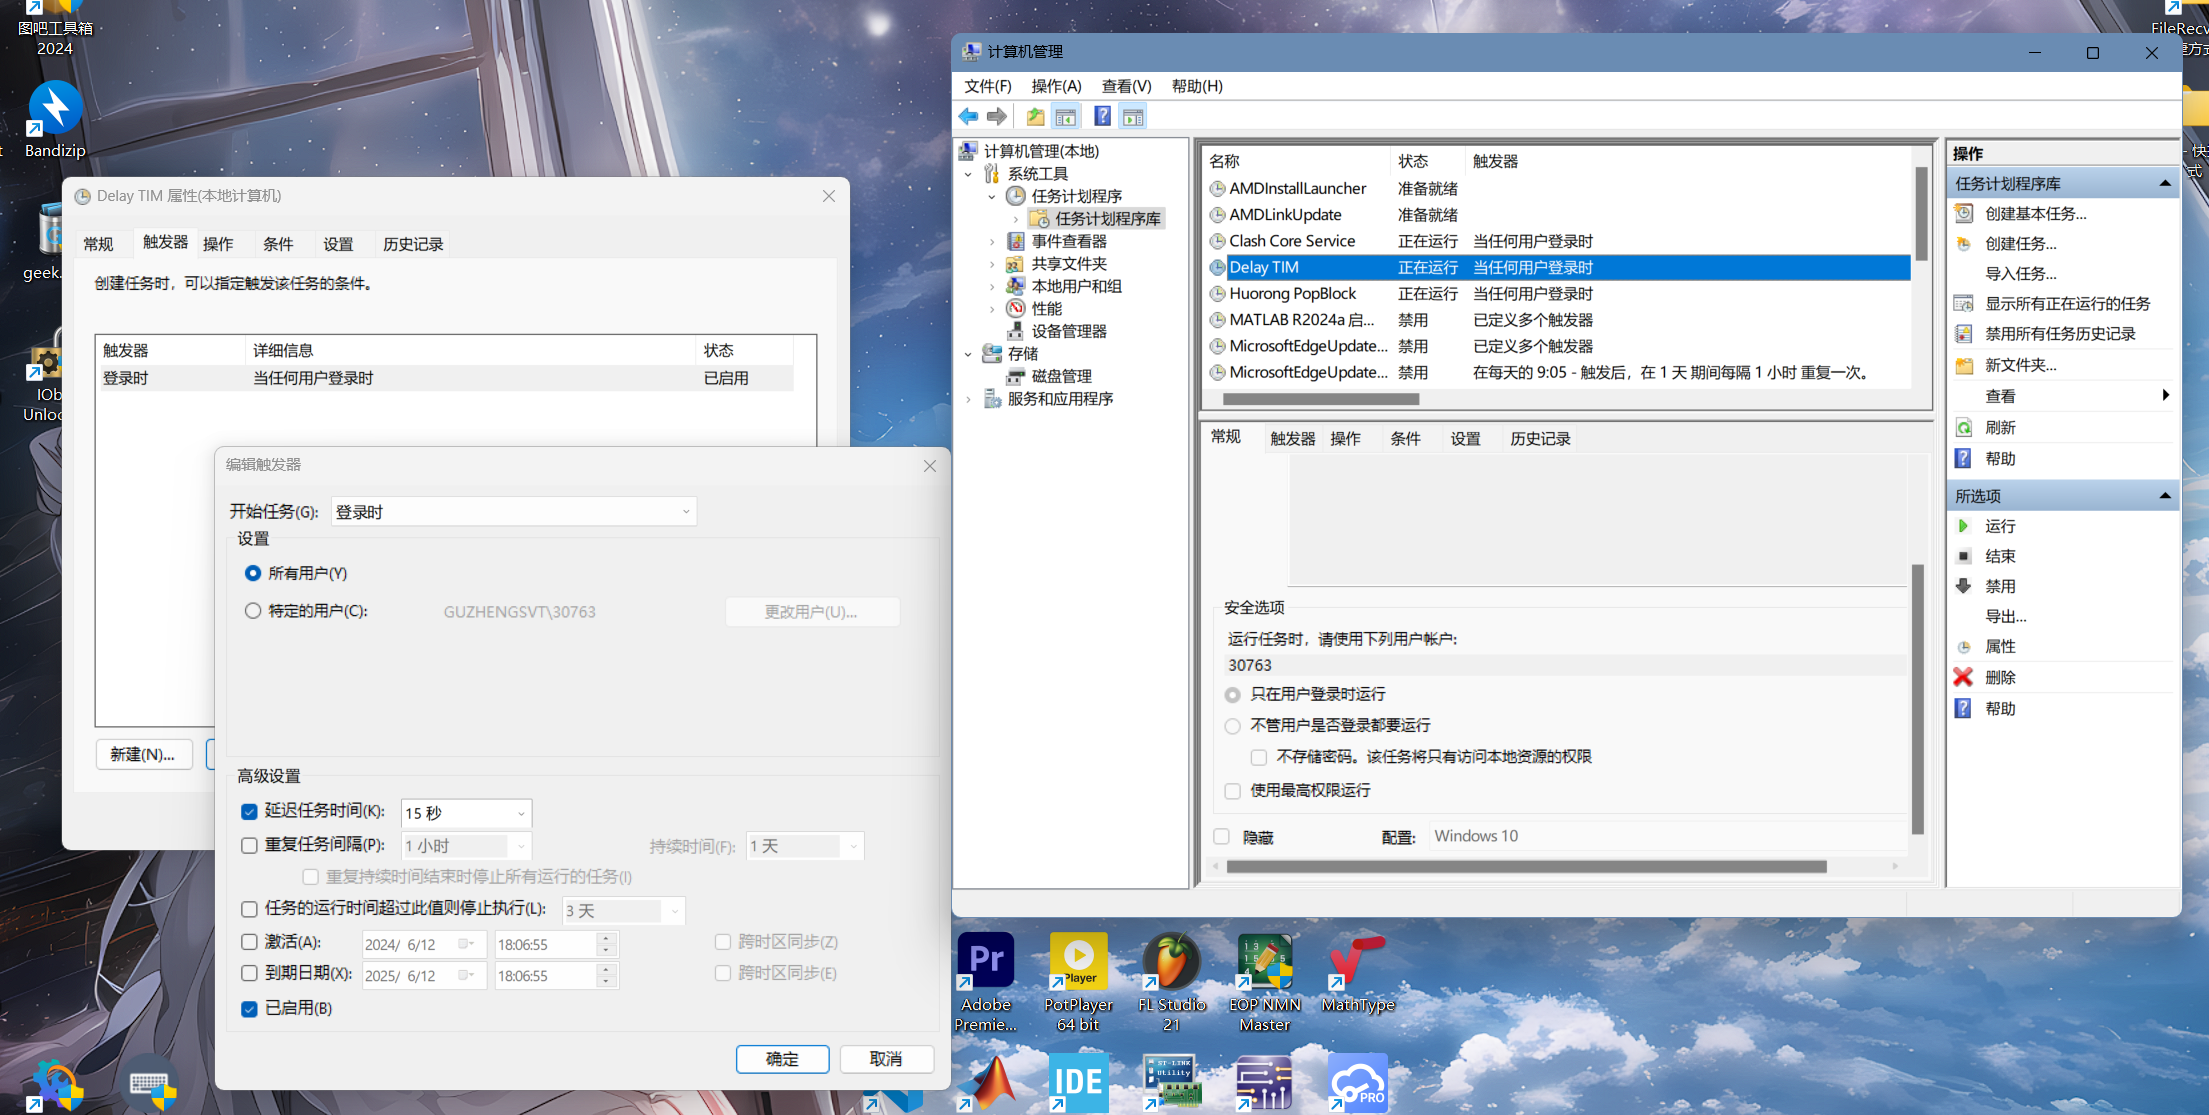 图吧工具箱
2024
Bandizip
geek.
IOb
Unloc
FileRecv
Delay TIM 属性(本地计算机)
常规
触发器
操作
条件
设置
历史记录
创建任务时，可以指定触发该任务的条件。
触发器
详细信息
状态
登录时
当任何用户登录时
已启用
新建(N)...
编辑触发器
开始任务(G):
登录时
设置
所有用户(Y)
特定的用户(C):
GUZHENGSVT\30763
更改用户(U)...
高级设置
延迟任务时间(K):
15 秒
重复任务间隔(P):
1 小时
持续时间(F):
1 天
重复持续时间结束时停止所有运行的任务(I)
任务的运行时间超过此值则停止执行(L):
3 天
激活(A):
2024/ 6/12
18:06:55
跨时区同步(Z)
到期日期(X):
2025/ 6/12
18:06:55
跨时区同步(E)
已启用(B)
确定
取消
计算机管理
文件(F)
操作(A)
查看(V)
帮助(H)
计算机管理(本地)
系统工具
任务计划程序
任务计划程序库
事件查看器
共享文件夹
本地用户和组
性能
设备管理器
存储
磁盘管理
服务和应用程序
名称
状态
触发器
AMDInstallLauncher
准备就绪
AMDLinkUpdate
准备就绪
Clash Core Service
正在运行
当任何用户登录时
Delay TIM
正在运行
当任何用户登录时
Huorong PopBlock
正在运行
当任何用户登录时
MATLAB R2024a 启...
禁用
已定义多个触发器
MicrosoftEdgeUpdate...
禁用
已定义多个触发器
MicrosoftEdgeUpdate...
禁用
在每天的 9:05 - 触发后，在 1 天 期间每隔 1 小时 重复一次。
常规
触发器
操作
条件
设置
历史记录
安全选项
运行任务时，请使用下列用户帐户:
30763
只在用户登录时运行
不管用户是否登录都要运行
不存储密码。该任务将只有访问本地资源的权限
使用最高权限运行
隐藏
配置:
Windows 10
操作
任务计划程序库
创建基本任务...
创建任务...
导入任务...
显示所有正在运行的任务
禁用所有任务历史记录
新文件夹...
查看
刷新
帮助
所选项
运行
结束
禁用
导出...
属性
删除
帮助
Pr
Adobe
Premie...
Player
PotPlayer
64 bit
FL Studio
21
EOP NMN
Master
MathType
IDE
ST-LINK
Utility
PRO